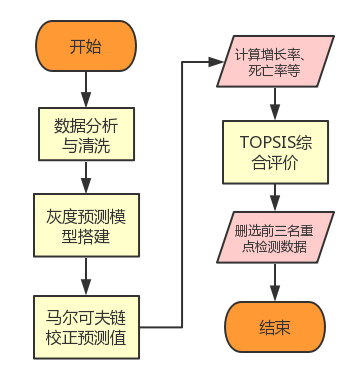 开始
数据分析
与清洗
灰度预测模
型搭建
马尔可夫链
校正预测值
计算增长率、
死亡率等
TOPSIS综
合评价
删选前三名重
点检测数据
结束